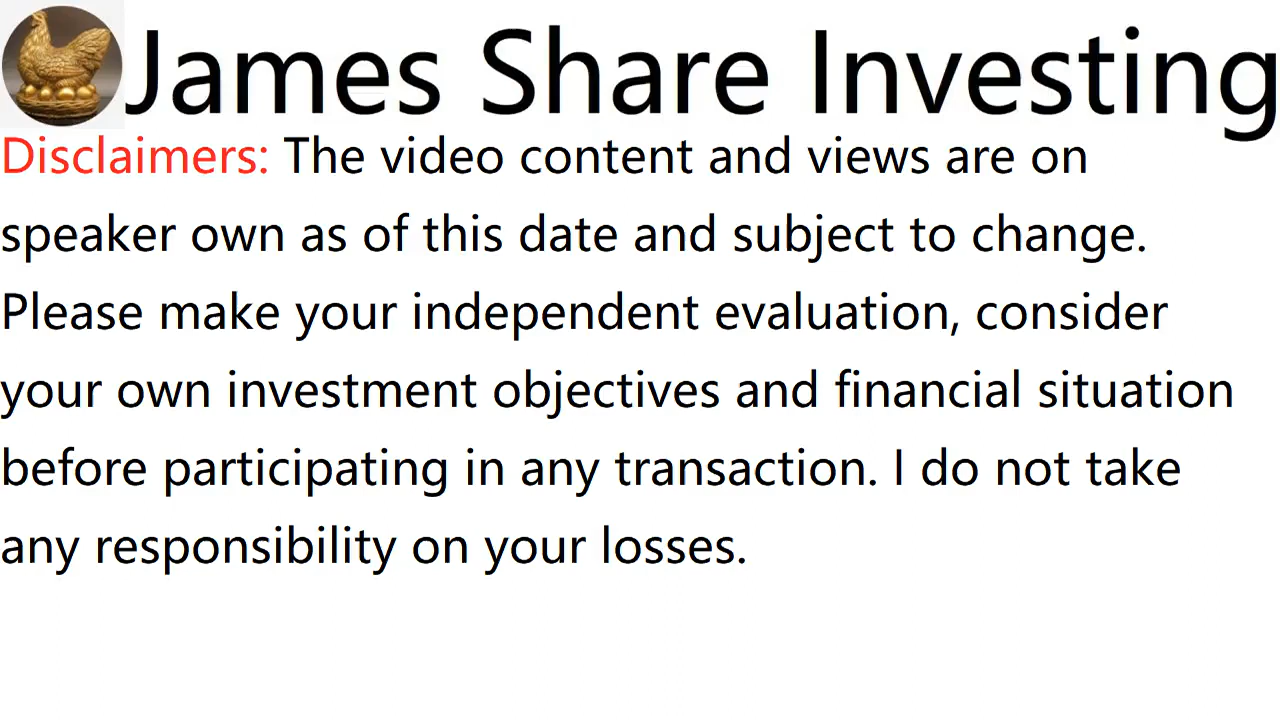 James Share Investing
Disclaimers: The video content and views are on
speaker own as of this date and subject to change.
Please make your independent evaluation, consider
your own investment objectives and financial situation
before participating in any transaction. I do not take
any responsibility on your losses.